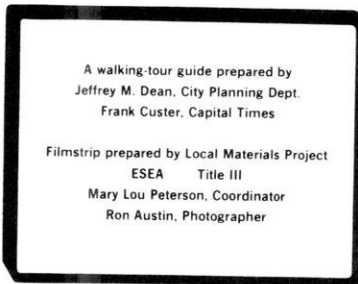 A walking-tour guide prepared by
Jeffrey M. Dean, City Planning Dept.
Frank Custer, Capital Times
Filmstrip prepared by Local Materials Project
ESEA Title III
Mary Lou Peterson, Coordinator
Ron Austin, Photographer